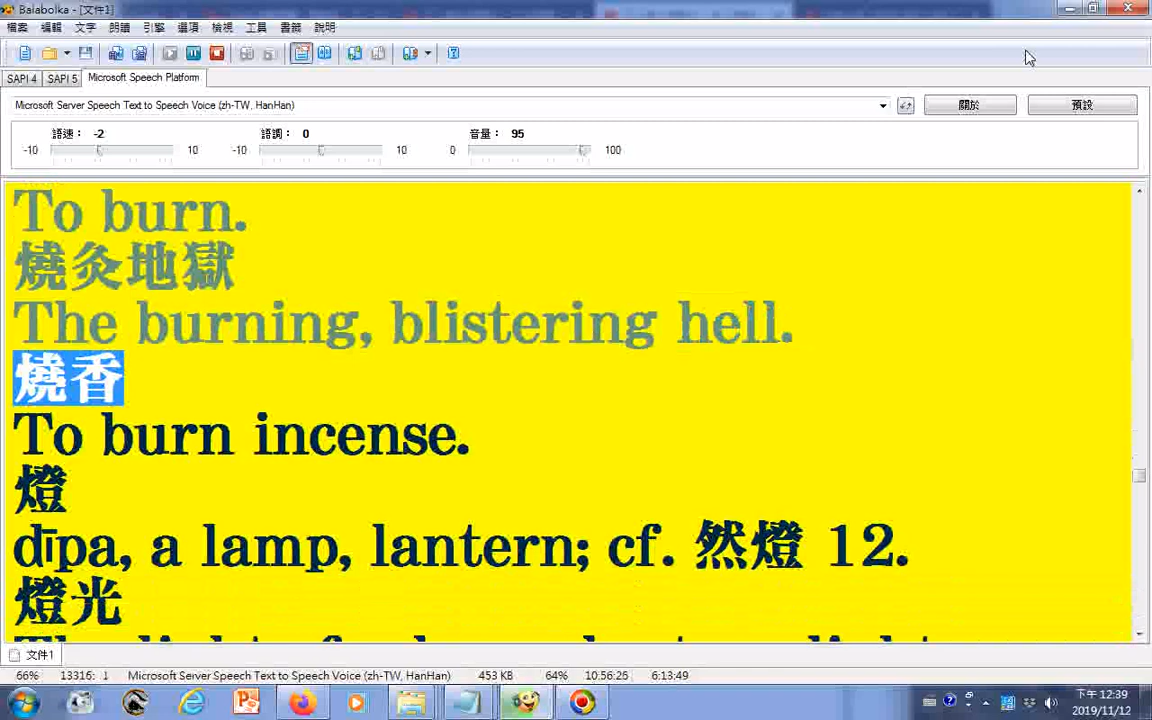 Balabolka - [文件1]
檔案 編輯 文字 朗讀 引擎 選項 檢視 工具 書籤 說明
SAPI 4 SAPI 5 Microsoft Speech Platform
Microsoft Server Speech Text to Speech Voice (zh-TW, HanHan) 關於 預設
語速： -2 語調： 0 音量： 95
-10 10 -10 10 0 100
To burn.
燒灸地獄
The burning, blistering hell.
燒香
To burn incense.
燈
dīpa, a lamp, lantern; cf. 然燈 12.
燈光
文件1
66% 13316: 1 Microsoft Server Speech Text to Speech Voice (zh-TW, HanHan) 453 KB 64% 10:56:25 6:13:49
下午 12:39
2019/11/12